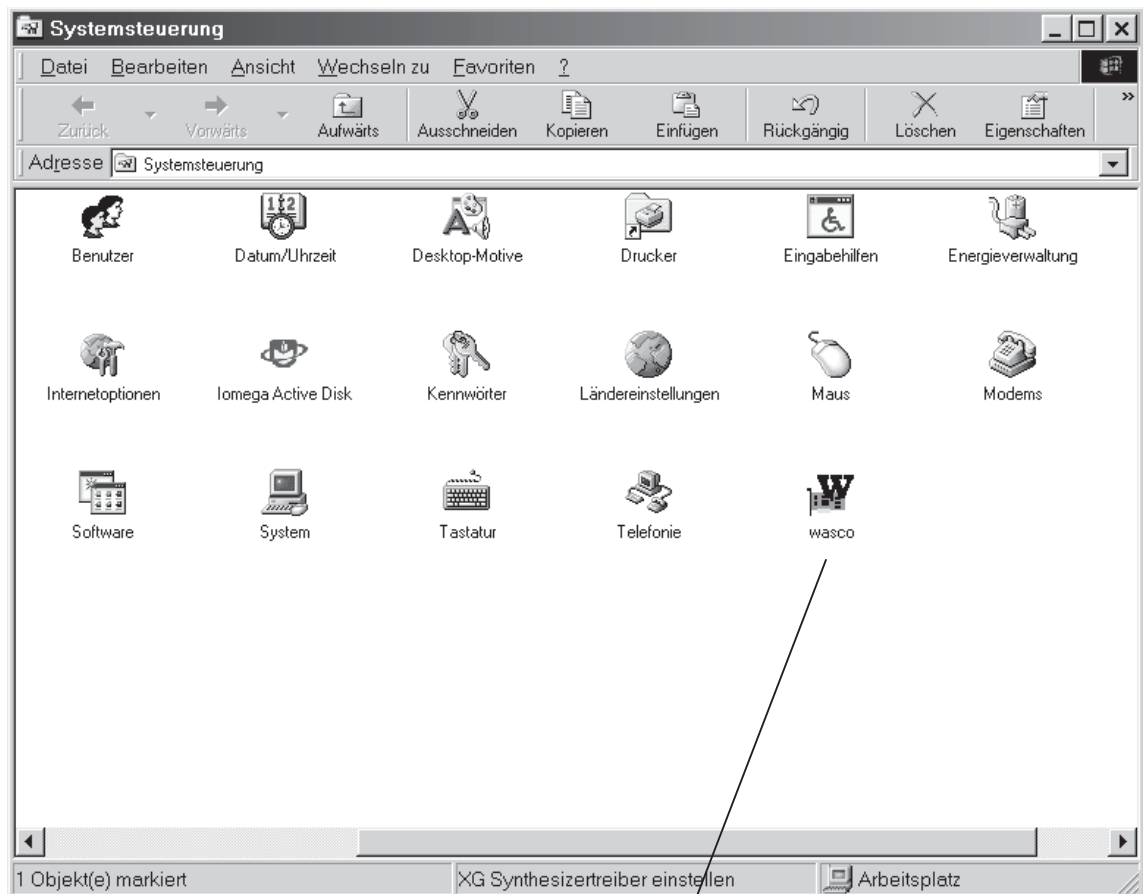 Systemsteuerung
Datei Bearbeiten Ansicht Wechseln zu Favoriten ?
Zurück Vorwärts Aufwärts Ausschneiden Kopieren Einfügen Rückgängig Löschen Eigenschaften »
Adresse Systemsteuerung
Benutzer Datum/Uhrzeit Desktop-Motive Drucker Eingabehilfen Energieverwaltung
Internetoptionen Iomega Active Disk Kennwörter Ländereinstellungen Maus Modems
Software System Tastatur Telefonie wasco
1 Objekt(e) markiert XG Synthesizertreiber einstellen Arbeitsplatz